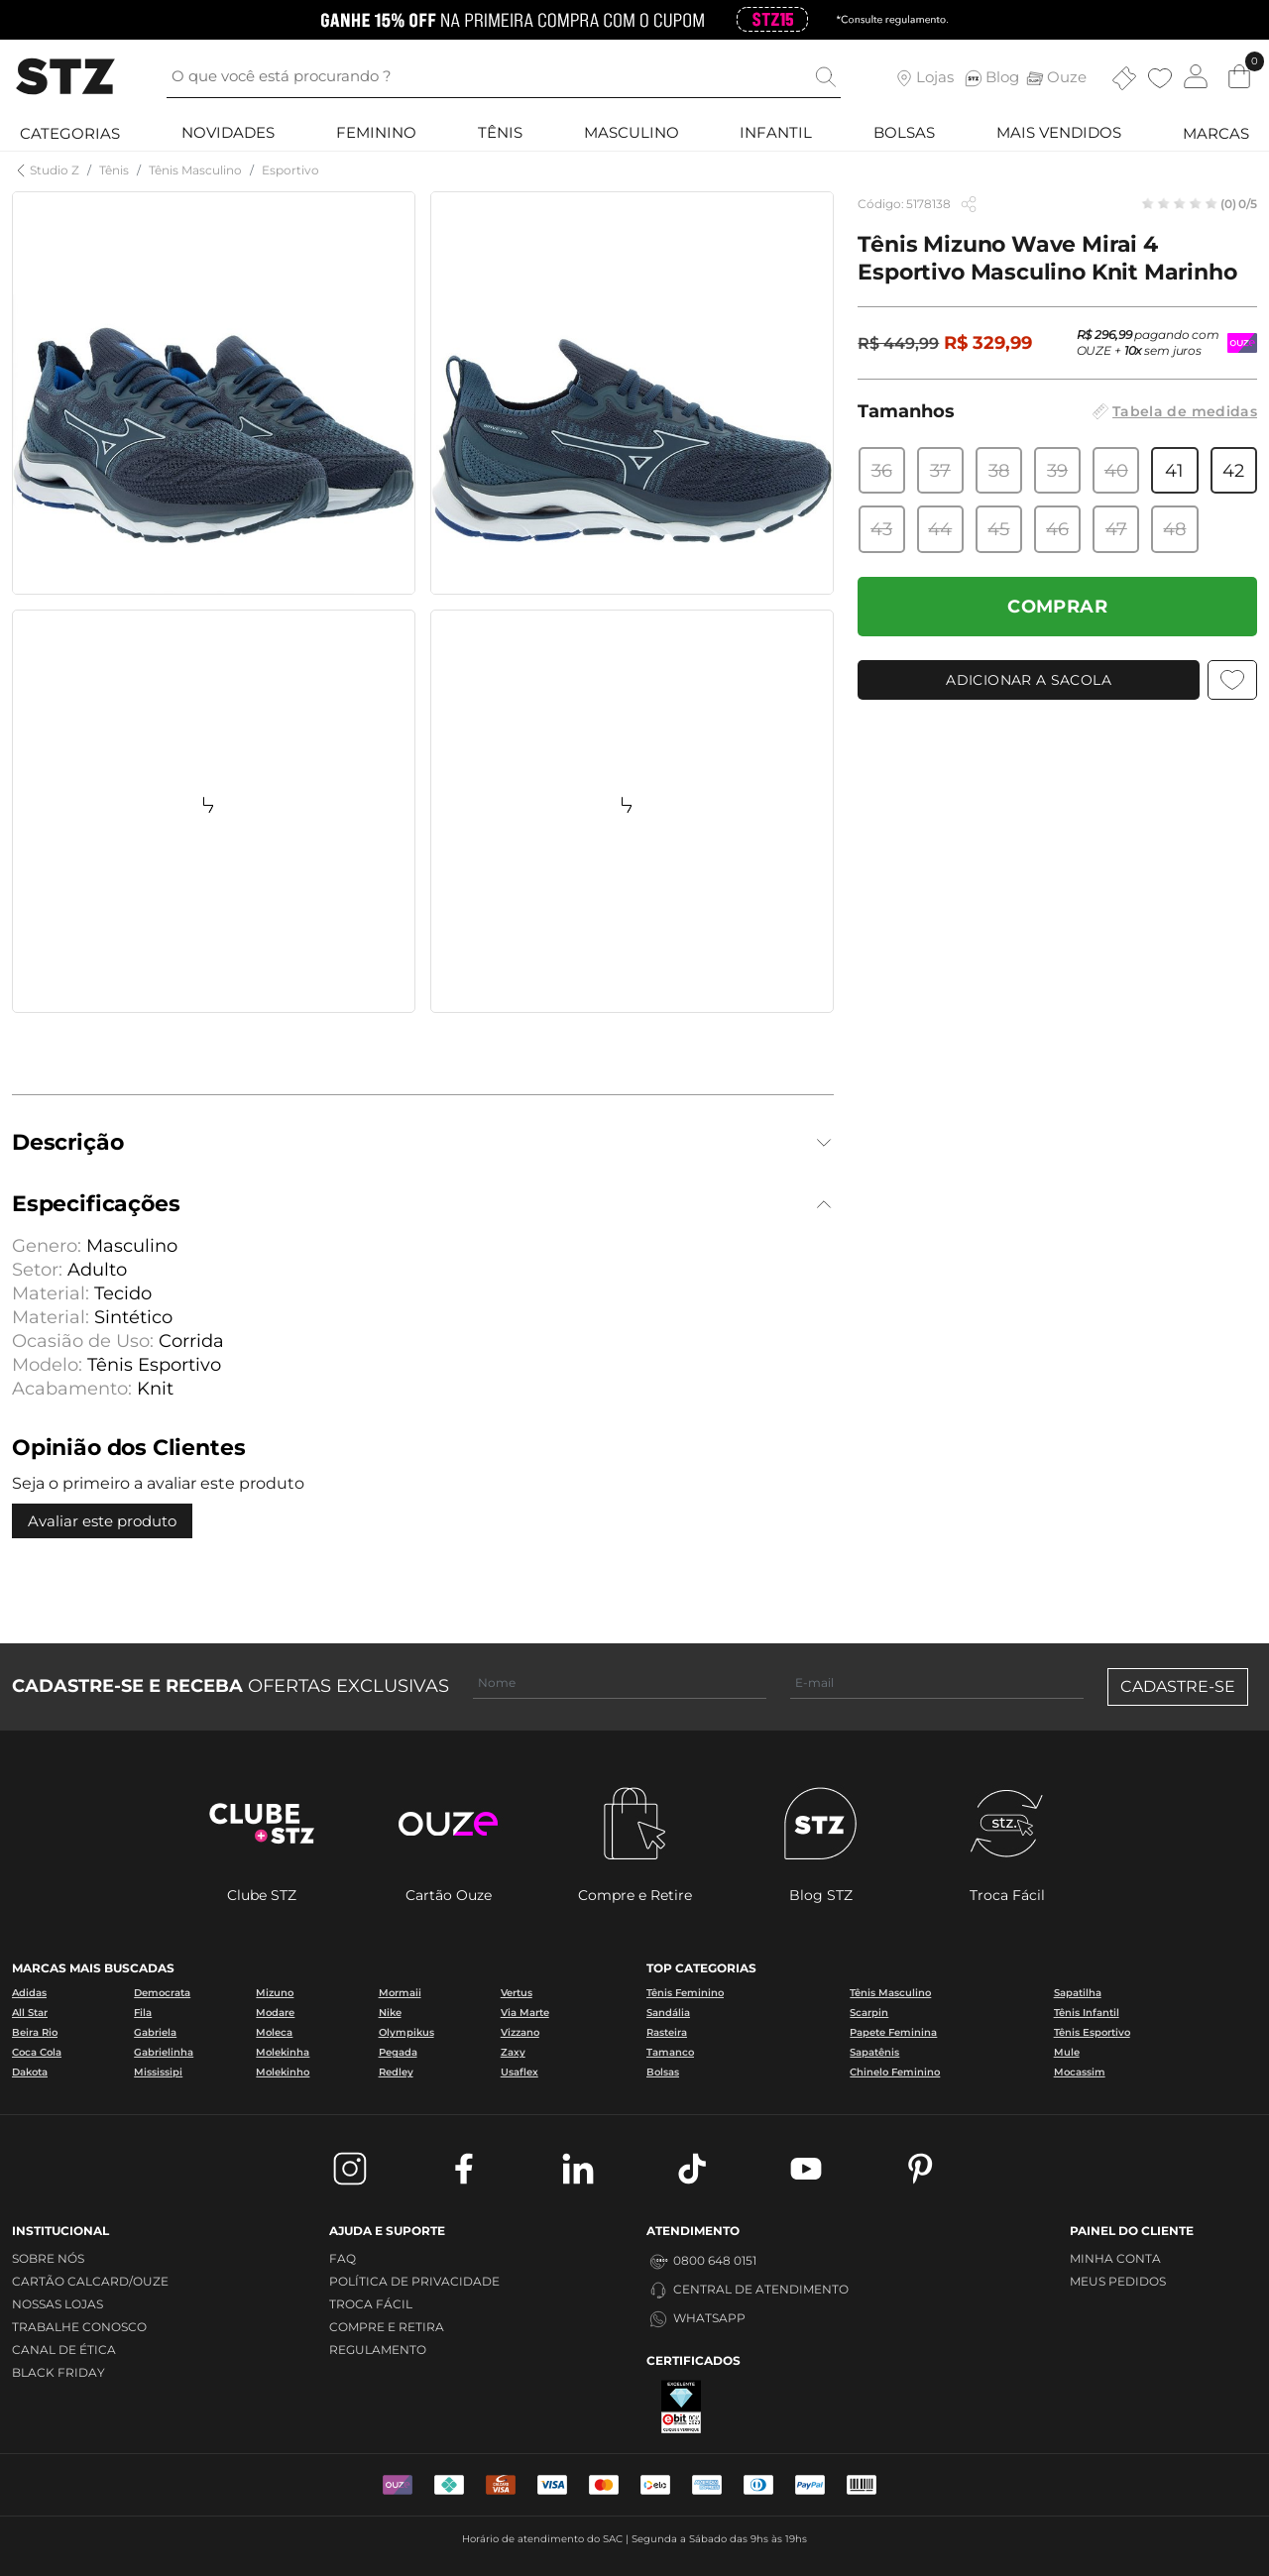 GANHE 15% OFF NA PRIMEIRA COMPRA COM O CUPOM STZ15 *Consulte regulamento.
STZ O que você está procurando ? Lojas Blog Ouze 0
CATEGORIAS NOVIDADES FEMININO TÊNIS MASCULINO INFANTIL BOLSAS MAIS VENDIDOS MARCAS
Studio Z / Tênis / Tênis Masculino / Esportivo
Código: 5178138 (0) 0/5
Tênis Mizuno Wave Mirai 4
Esportivo Masculino Knit Marinho
R$ 449,99 R$ 329,99
R$ 296,99 pagando com
OUZE + 10x sem juros
OUZ
Tamanhos Tabela de medidas
36 37 38 39 40 41 42
43 44 45 46 47 48
COMPRAR
ADICIONAR A SACOLA
Descrição
Especificações
Genero: Masculino
Setor: Adulto
Material: Tecido
Material: Sintético
Ocasião de Uso: Corrida
Modelo: Tênis Esportivo
Acabamento: Knit
Opinião dos Clientes
Seja o primeiro a avaliar este produto
Avaliar este produto
CADASTRE-SE E RECEBA OFERTAS EXCLUSIVAS Nome E-mail CADASTRE-SE
CLUBE + STZ ouze STZ stz.
Clube STZ Cartão Ouze Compre e Retire Blog STZ Troca Fácil
MARCAS MAIS BUSCADAS TOP CATEGORIAS
Adidas Democrata Mizuno Mormaii Vertus Tênis Feminino Tênis Masculino Sapatilha
All Star Fila Modare Nike Via Marte Sandália Scarpin Tênis Infantil
Beira Rio Gabriela Moleca Olympikus Vizzano Rasteira Papete Feminina Tênis Esportivo
Coca Cola Gabrielinha Molekinha Pegada Zaxy Tamanco Sapatênis Mule
Dakota Mississipi Molekinho Redley Usaflex Bolsas Chinelo Feminino Mocassim
INSTITUCIONAL
SOBRE NÓS
CARTÃO CALCARD/OUZE
NOSSAS LOJAS
TRABALHE CONOSCO
CANAL DE ÉTICA
BLACK FRIDAY
AJUDA E SUPORTE
FAQ
POLÍTICA DE PRIVACIDADE
TROCA FÁCIL
COMPRE E RETIRA
REGULAMENTO
ATENDIMENTO
0800 648 0151
CENTRAL DE ATENDIMENTO
WHATSAPP
CERTIFICADOS
EXCELENTE
ebit
PAINEL DO CLIENTE
MINHA CONTA
MEUS PEDIDOS
OUZ VISA VISA elo PayPal
Horário de atendimento do SAC | Segunda a Sábado das 9hs às 19hs